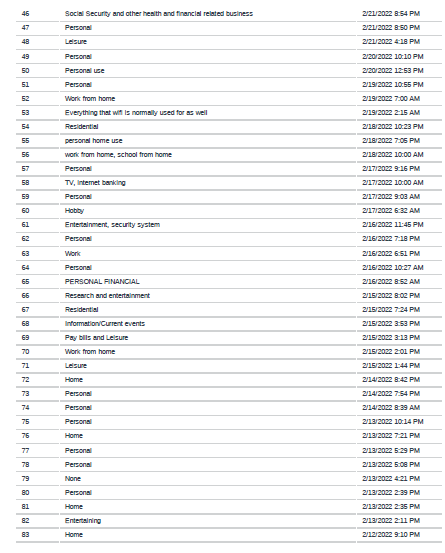 46 Social Security and other health and financial related business 2/21/2022 8:54 PM
47 Personal 2/21/2022 8:50 PM
48 Leisure 2/21/2022 4:18 PM
49 Personal 2/20/2022 10:10 PM
50 Personal use 2/20/2022 12:53 PM
51 Personal 2/19/2022 10:55 PM
52 Work from home 2/19/2022 7:00 AM
53 Everything that wifi is normally used for as well 2/19/2022 2:15 AM
54 Residential 2/18/2022 10:23 PM
55 personal home use 2/18/2022 7:05 PM
56 work from home, school from home 2/18/2022 10:00 AM
57 Personal 2/17/2022 9:16 PM
58 TV, Internet banking 2/17/2022 10:00 AM
59 Personal 2/17/2022 9:03 AM
60 Hobby 2/17/2022 6:32 AM
61 Entertainment, security system 2/16/2022 11:45 PM
62 Personal 2/16/2022 7:18 PM
63 Work 2/16/2022 6:51 PM
64 Personal 2/16/2022 10:27 AM
65 PERSONAL FINANCIAL 2/16/2022 8:52 AM
66 Research and entertainment 2/15/2022 8:02 PM
67 Residential 2/15/2022 7:24 PM
68 Information/Current events 2/15/2022 3:53 PM
69 Pay bills and Leisure 2/15/2022 3:13 PM
70 Work from home 2/15/2022 2:01 PM
71 Leisure 2/15/2022 1:44 PM
72 Home 2/14/2022 8:42 PM
73 Personal 2/14/2022 7:54 PM
74 Personal 2/14/2022 8:39 AM
75 Personal 2/13/2022 10:14 PM
76 Home 2/13/2022 7:21 PM
77 Personal 2/13/2022 5:29 PM
78 Personal 2/13/2022 5:08 PM
79 None 2/13/2022 4:21 PM
80 Personal 2/13/2022 2:39 PM
81 Home 2/13/2022 2:35 PM
82 Entertaining 2/13/2022 2:11 PM
83 Home 2/12/2022 9:10 PM